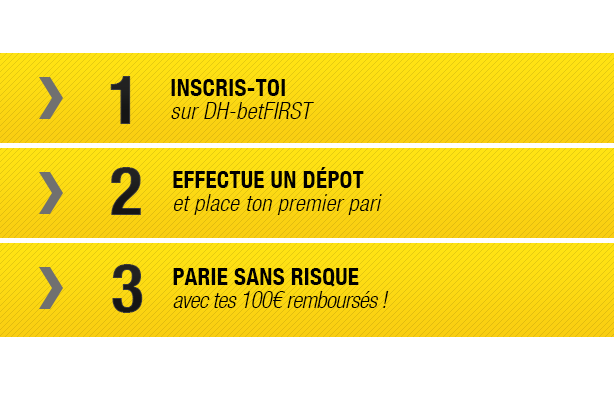 1
INSCRIS-TOI
sur DH-betFIRST
2
EFFECTUE UN DÉPOT
et place ton premier pari
3
PARIE SANS RISQUE
avec tes 100€ remboursés !